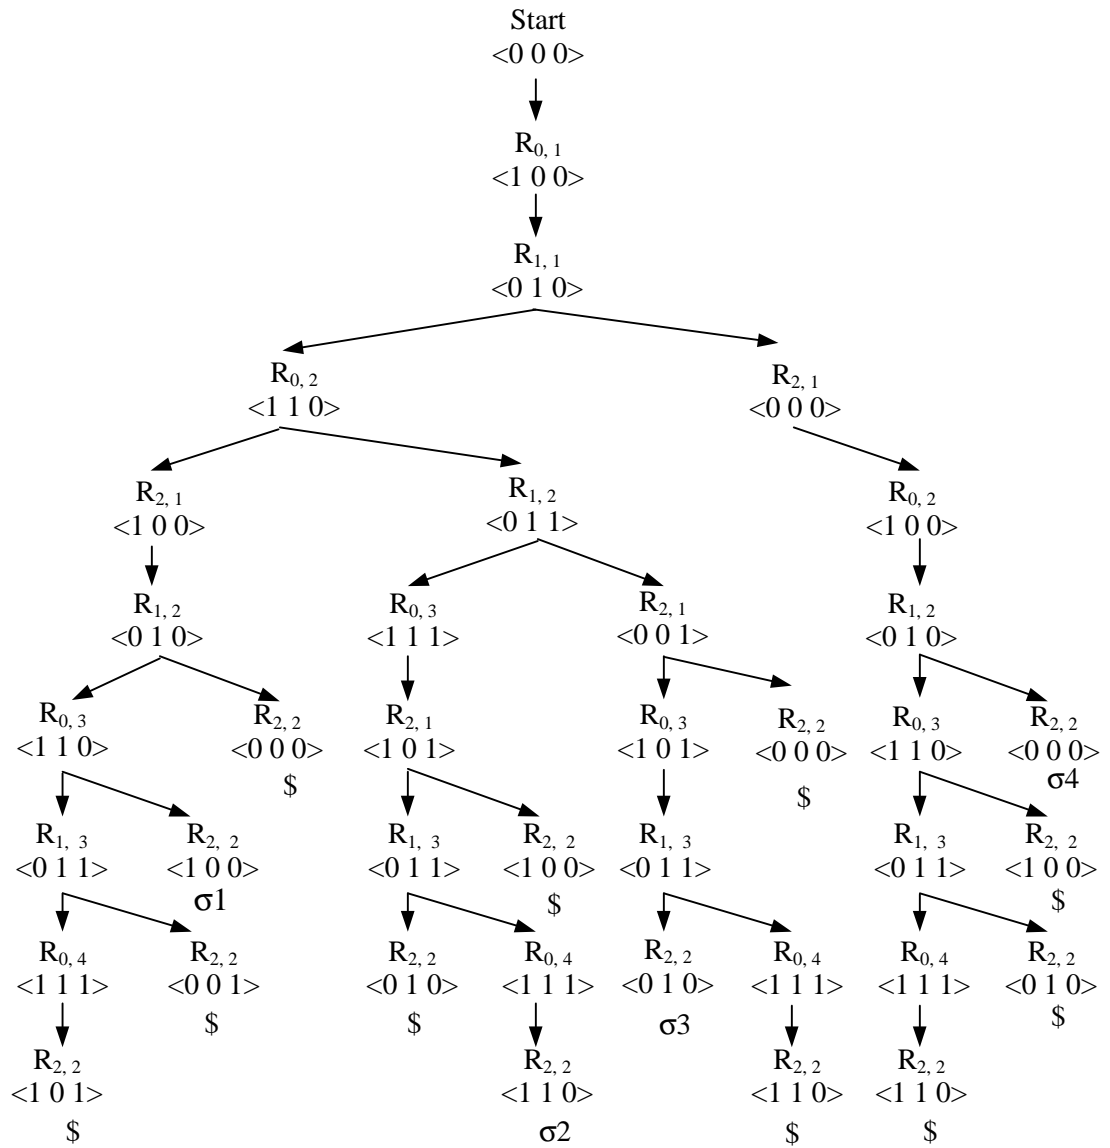 Start
<0 0 0>
R0, 1
<1 0 0>
R1, 1
<0 1 0>
R0, 2 R2, 1
<1 1 0> <0 0 0>
R2, 1 R1, 2 R0, 2
<1 0 0> <0 1 1> <1 0 0>
R1, 2 R0, 3 R2, 1 R1, 2
<0 1 0> <1 1 1> <0 0 1> <0 1 0>
R0, 3 R2, 2 R2, 1 R0, 3 R2, 2 R0, 3 R2, 2
<1 1 0> <0 0 0> <1 0 1> <1 0 1> <0 0 0> <1 1 0> <0 0 0>
$ $ σ4
R1, 3 R2, 2 R1, 3 R2, 2 R1, 3 R1, 3 R2, 2
<0 1 1> <1 0 0> <0 1 1> <1 0 0> <0 1 1> <0 1 1> <1 0 0>
σ1 $ $
R0, 4 R2, 2 R2, 2 R0, 4 R2, 2 R0, 4 R0, 4 R2, 2
<1 1 1> <0 0 1> <0 1 0> <1 1 1> <0 1 0> <1 1 1> <1 1 1> <0 1 0>
$ $ σ3 $
R2, 2 R2, 2 R2, 2 R2, 2
<1 0 1> <1 1 0> <1 1 0> <1 1 0>
$ σ2 $ $